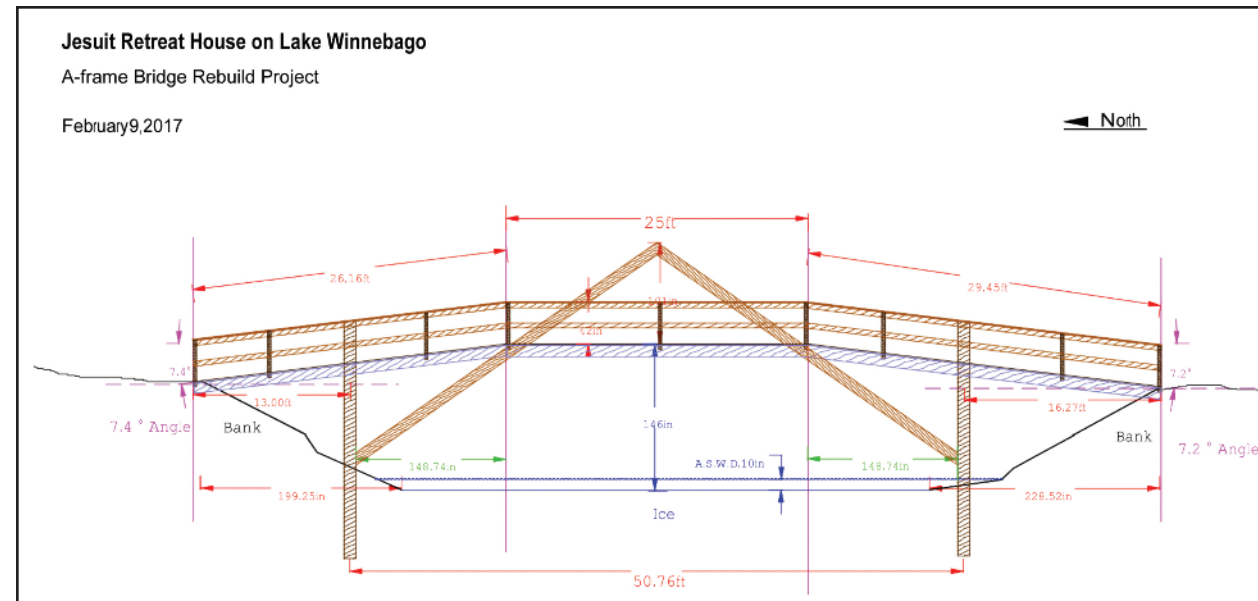 Jesuit Retreat House on Lake Winnebago
A-frame Bridge Rebuild Project
February9,2017
North
25ft
26.16ft
29.45ft
101in
42in
7.4°
7.2°
13.00ft
16.27ft
7.4 ° Angle
Bank
146in
Bank
7.2 ° Angle
148.74in
A.S.W.D.10in
148.74in
199.25in
228.52in
Ice
50.76ft